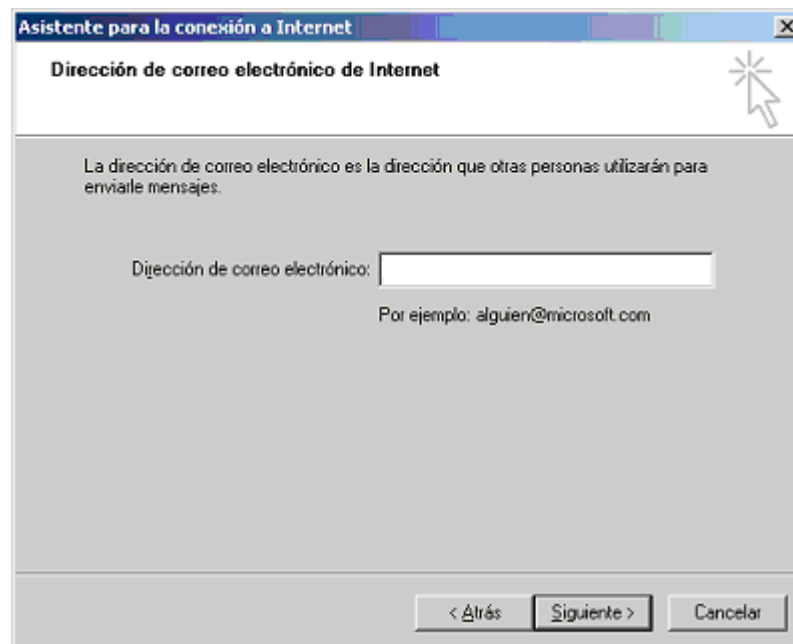 Asistente para la conexión a Internet
Dirección de correo electrónico de Internet
La dirección de correo electrónico es la dirección que otras personas utilizarán para
enviarle mensajes.
Dirección de correo electrónico:
Por ejemplo: alguien@microsoft.com
< Atrás Siguiente > Cancelar